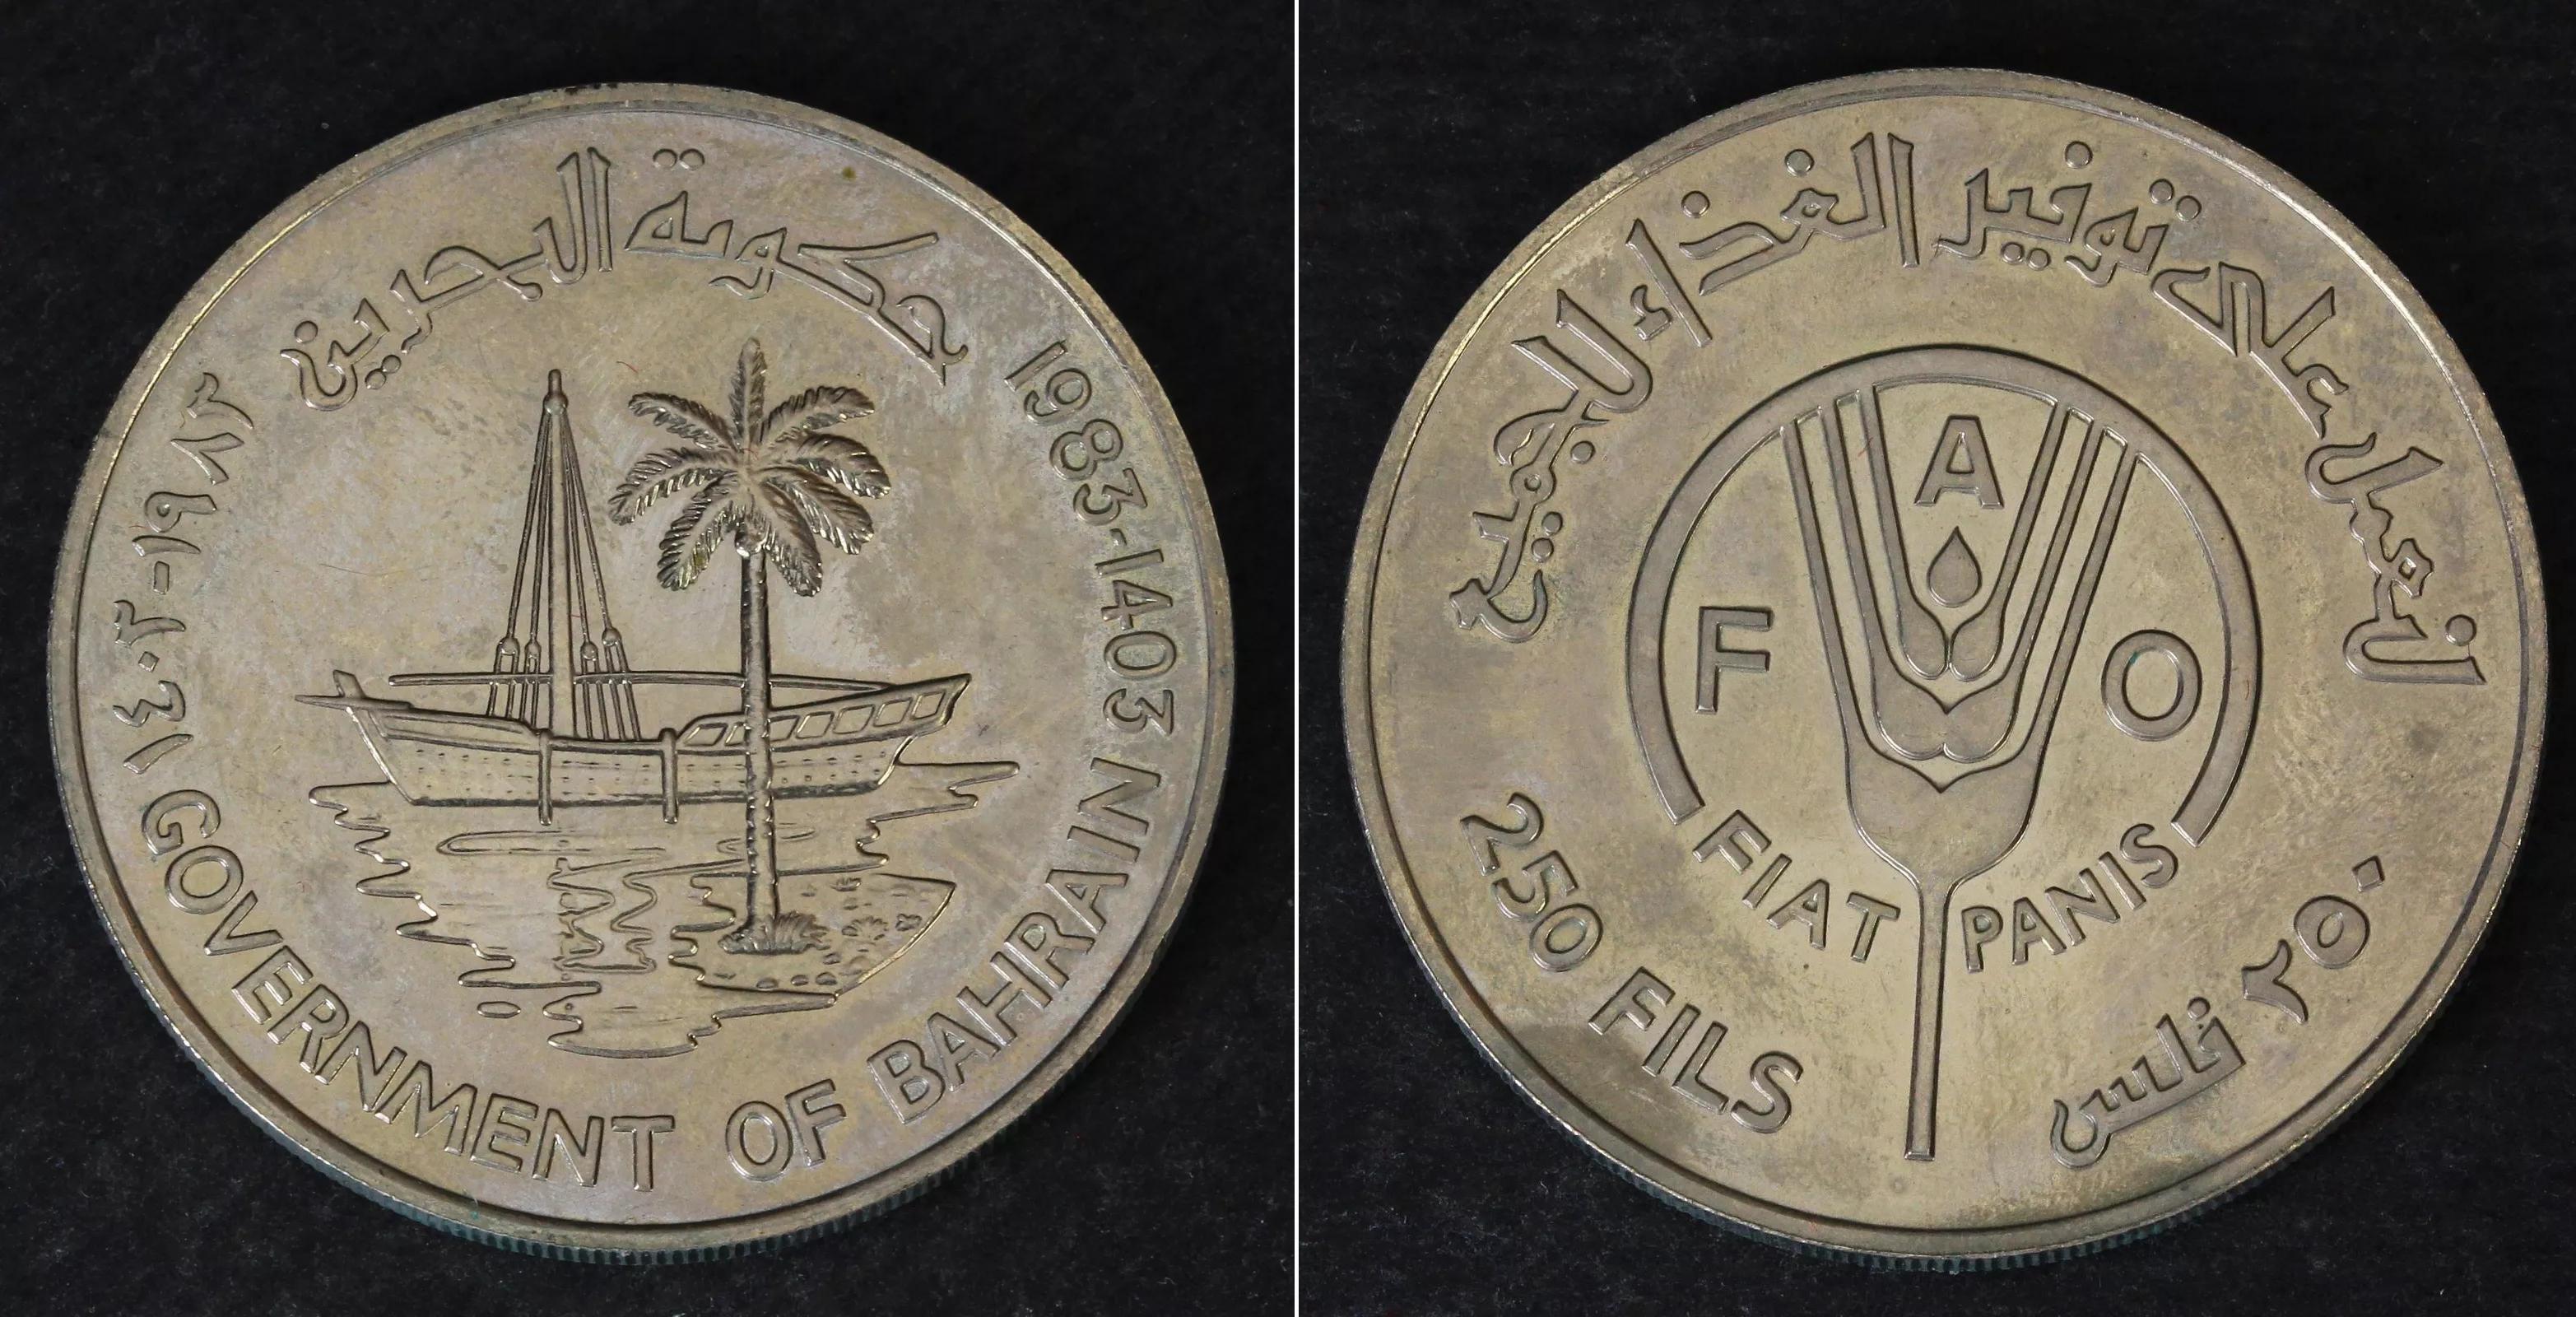 حكومة البحرين
1983-1403
١٤٠٣-١٩٨٣
GOVERNMENT OF BAHRAIN
لنعمل على توفير الغذاء للجميع
F A O
FIAT PANIS
250 FILS
٢٥٠ فلس